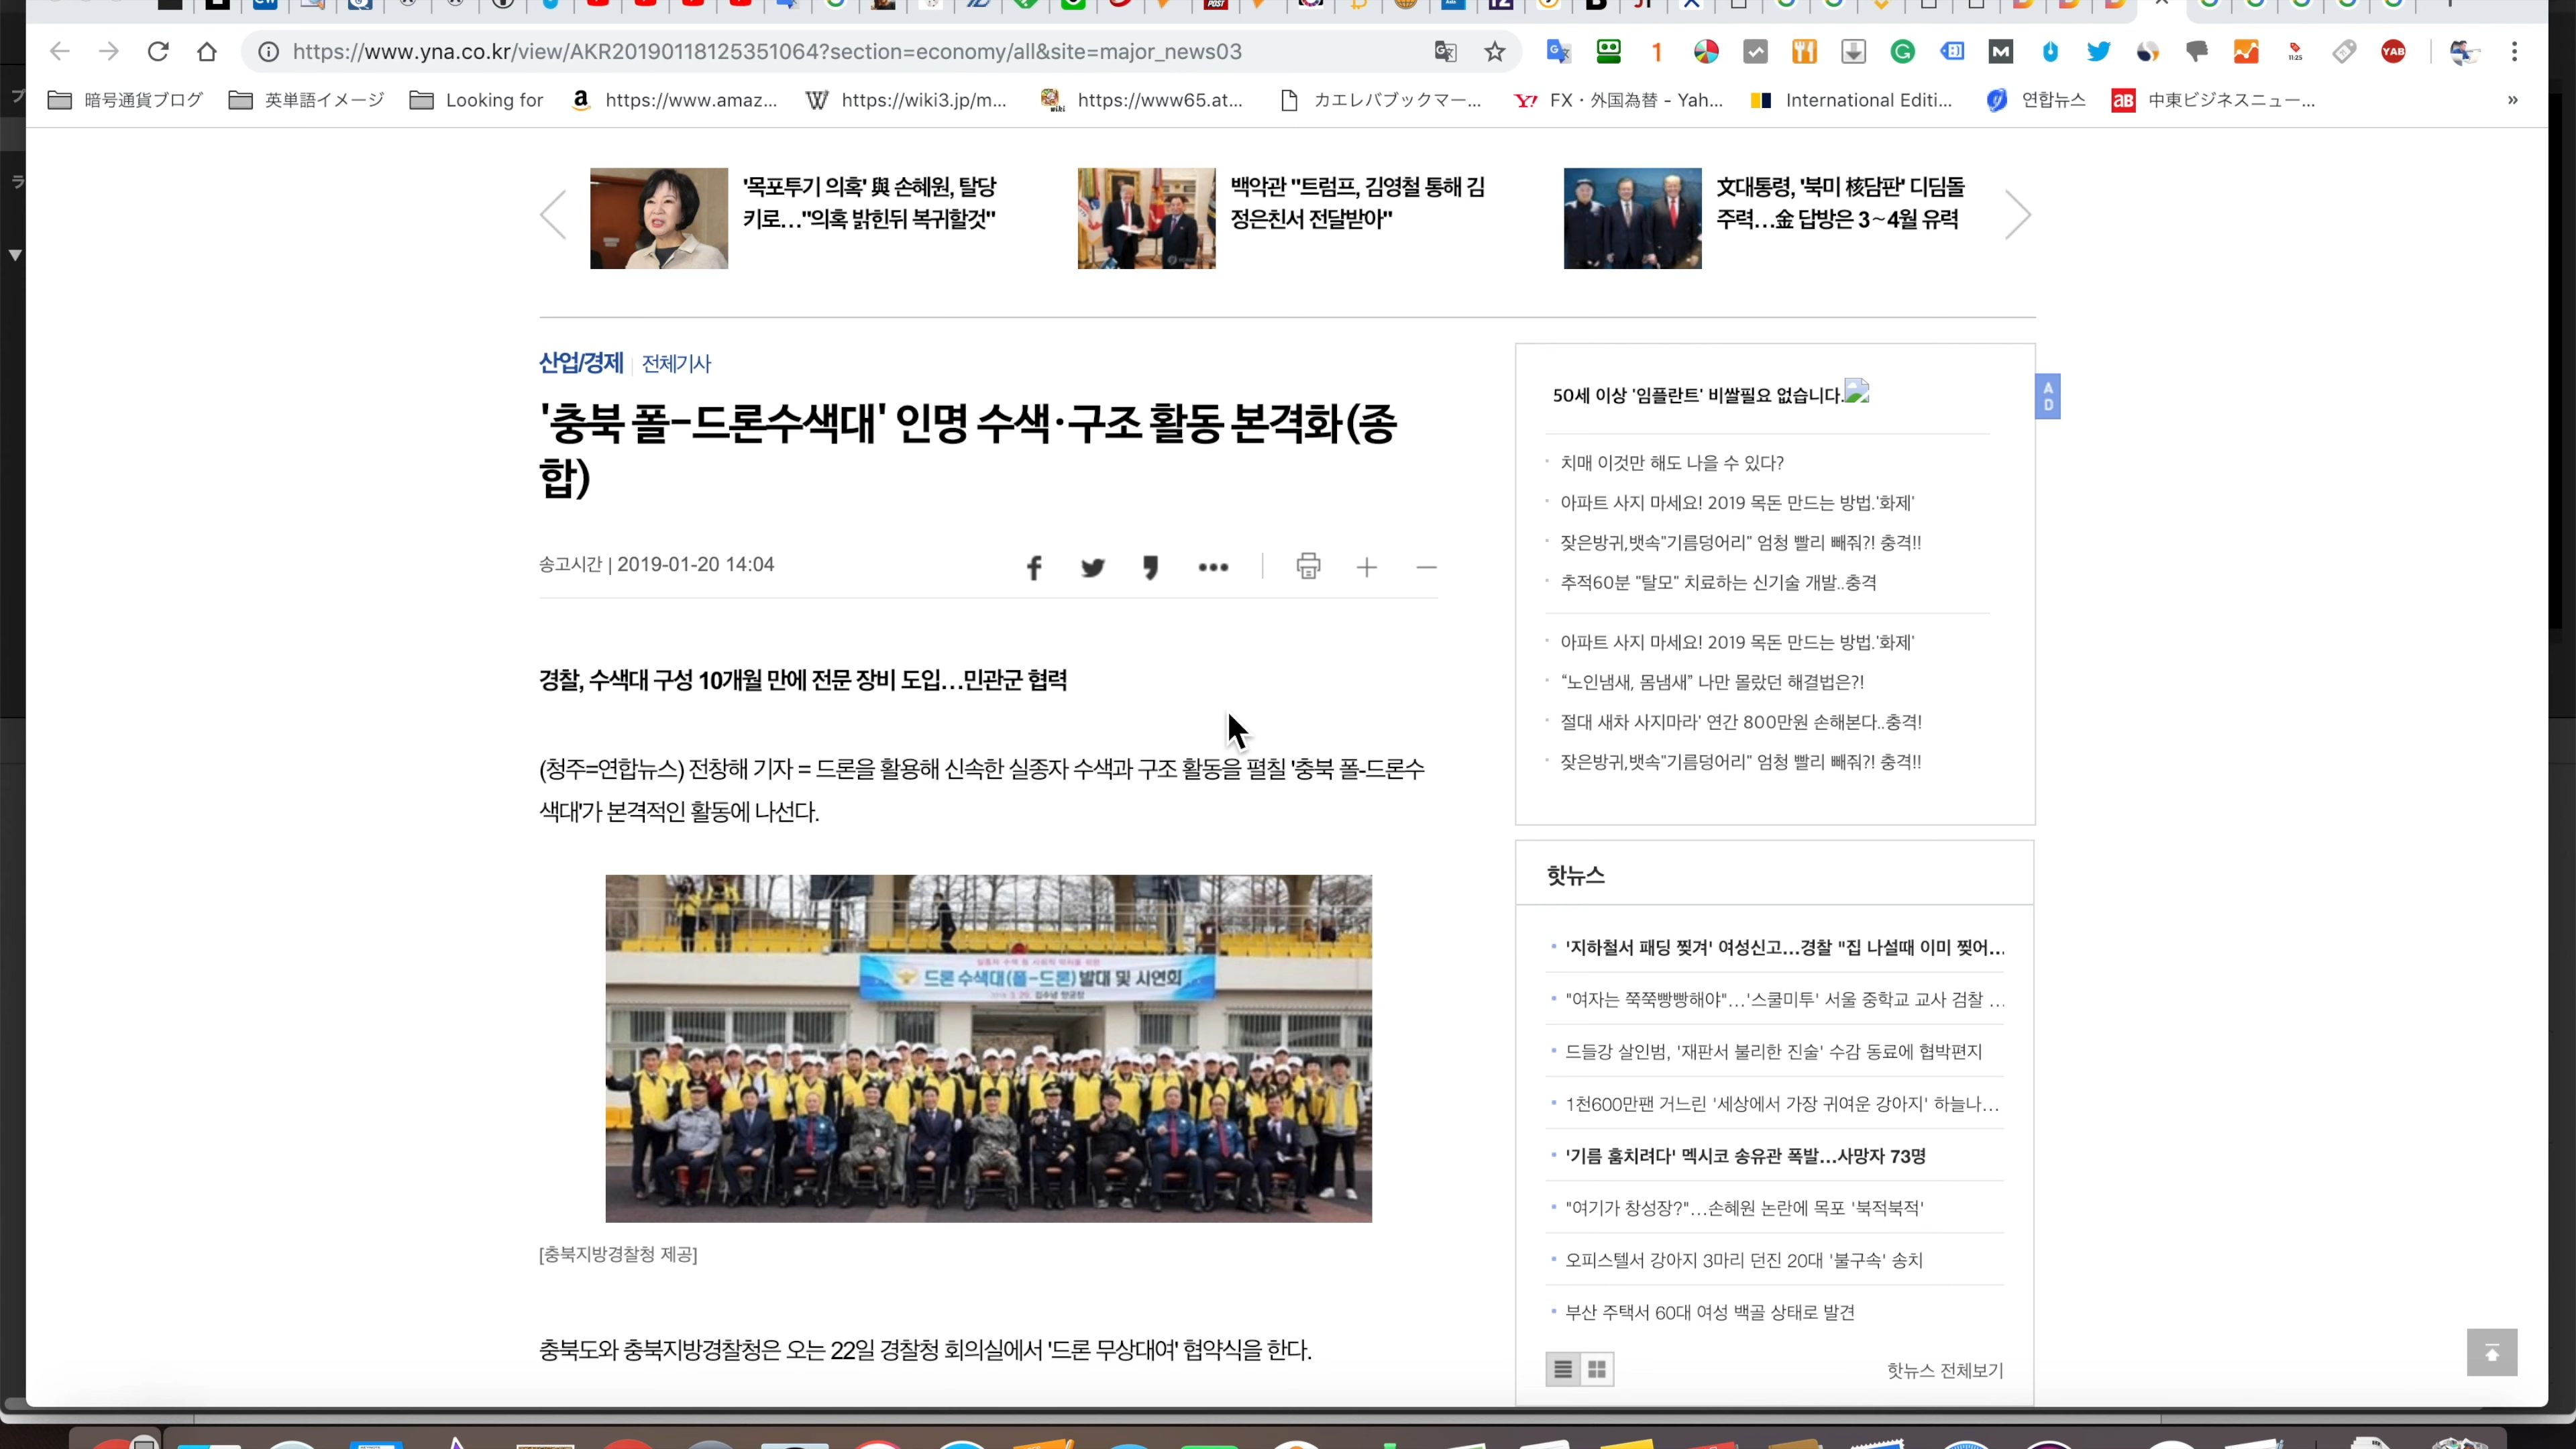 https://www.yna.co.kr/view/AKR20190118125351064?section=economy/all&site=major_news03
暗号通貨ブログ
英単語イメージ
Looking for
https://www.amaz...
https://wiki3.jp/m...
https://www65.at...
カエレバブックマー...
FX・外国為替 - Yah...
International Editi...
연합뉴스
中東ビジネスニュー...
»
'목포투기 의혹' 與 손혜원, 탈당
키로…"의혹 밝힌뒤 복귀할것"
백악관 "트럼프, 김영철 통해 김
정은친서 전달받아"
文대통령, '북미 核담판' 디딤돌
주력…金 답방은 3∼4월 유력
산업/경제
전체기사
'충북 폴-드론수색대' 인명 수색·구조 활동 본격화(종
합)
송고시간 | 2019-01-20 14:04
경찰, 수색대 구성 10개월 만에 전문 장비 도입…민관군 협력
(청주=연합뉴스) 전창해 기자 = 드론을 활용해 신속한 실종자 수색과 구조 활동을 펼칠 '충북 폴-드론수
색대'가 본격적인 활동에 나선다.
드론 수색대(폴-드론) 발대 및 시연회
[충북지방경찰청 제공]
충북도와 충북지방경찰청은 오는 22일 경찰청 회의실에서 '드론 무상대여' 협약식을 한다.
50세 이상 '임플란트' 비쌀필요 없습니다.
AD
치매 이것만 해도 나을 수 있다?
아파트 사지 마세요! 2019 목돈 만드는 방법.'화제'
잦은방귀,뱃속"기름덩어리" 엄청 빨리 빼줘?! 충격!!
추적60분 "탈모" 치료하는 신기술 개발..충격
아파트 사지 마세요! 2019 목돈 만드는 방법.'화제'
“노인냄새, 몸냄새” 나만 몰랐던 해결법은?!
절대 새차 사지마라' 연간 800만원 손해본다..충격!
잦은방귀,뱃속"기름덩어리" 엄청 빨리 빼줘?! 충격!!
핫뉴스
'지하철서 패딩 찢겨' 여성신고…경찰 "집 나설때 이미 찢어...
"여자는 쭉쭉빵빵해야"…'스쿨미투' 서울 중학교 교사 검찰 ...
드들강 살인범, '재판서 불리한 진술' 수감 동료에 협박편지
1천600만팬 거느린 '세상에서 가장 귀여운 강아지' 하늘나...
'기름 훔치려다' 멕시코 송유관 폭발…사망자 73명
"여기가 창성장?"…손혜원 논란에 목포 '북적북적'
오피스텔서 강아지 3마리 던진 20대 '불구속' 송치
부산 주택서 60대 여성 백골 상태로 발견
핫뉴스 전체보기